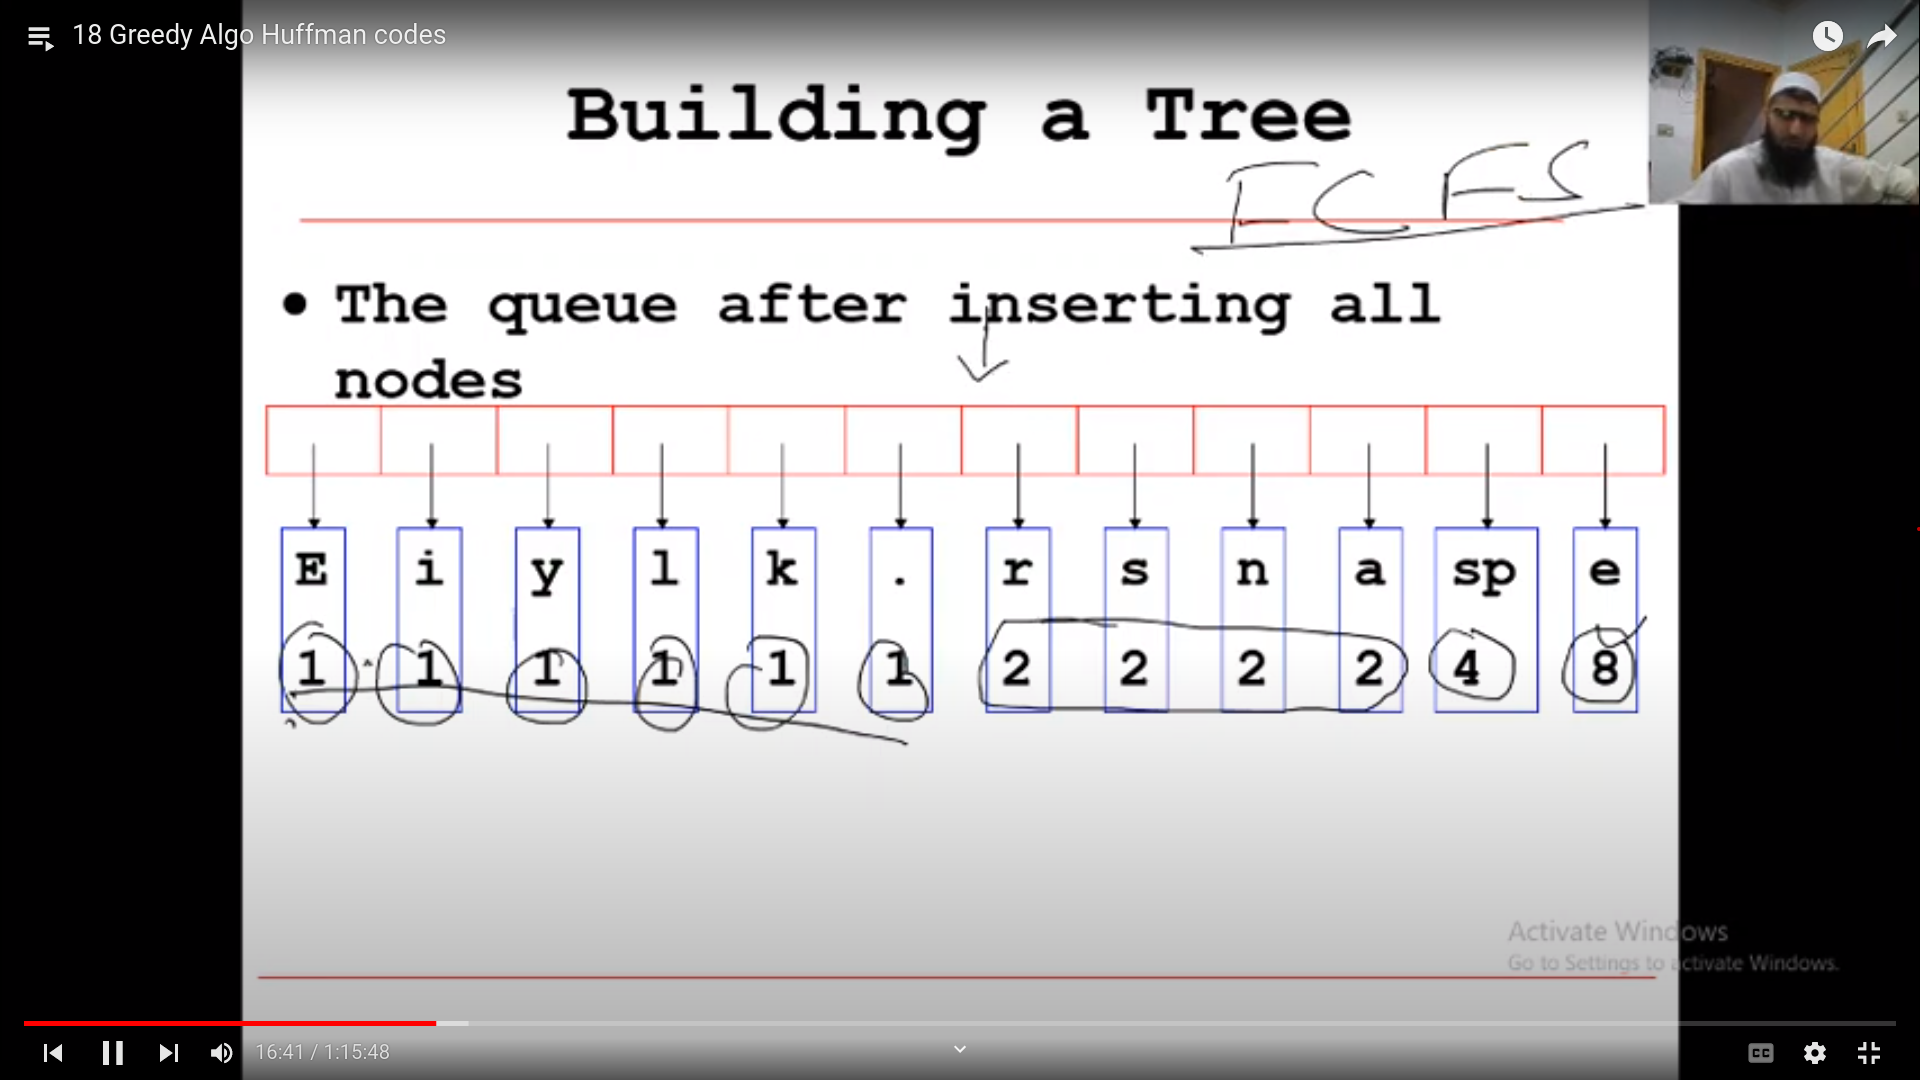 18 Greedy Algo Huffman codes
Building a Tree
FCFS
• The queue after inserting all
nodes
E i y l k . r s n a sp e
1 1 1 1 1 1 2 2 2 2 4 8
Activate Windows
Go to Settings to activate Windows.
16:41 / 1:15:48
CC